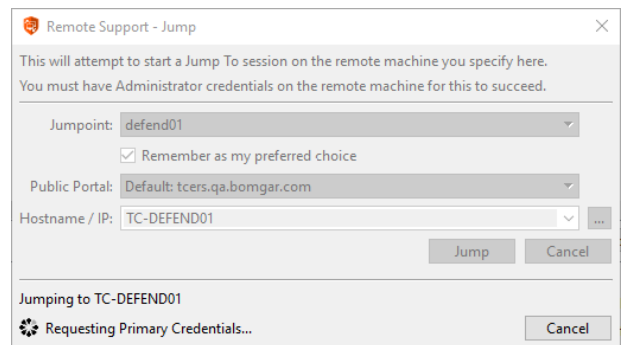 Remote Support - Jump
This will attempt to start a Jump To session on the remote machine you specify here.
You must have Administrator credentials on the remote machine for this to succeed.
Jumpoint: defend01
Remember as my preferred choice
Public Portal: Default: tcers.qa.bomgar.com
Hostname / IP: TC-DEFEND01 ...
Jump Cancel
Jumping to TC-DEFEND01
Requesting Primary Credentials... Cancel